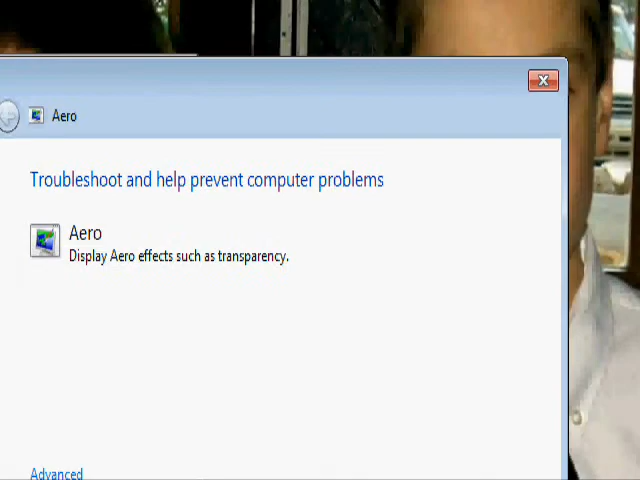 Aero
Troubleshoot and help prevent computer problems
Aero
Display Aero effects such as transparency.
Advanced